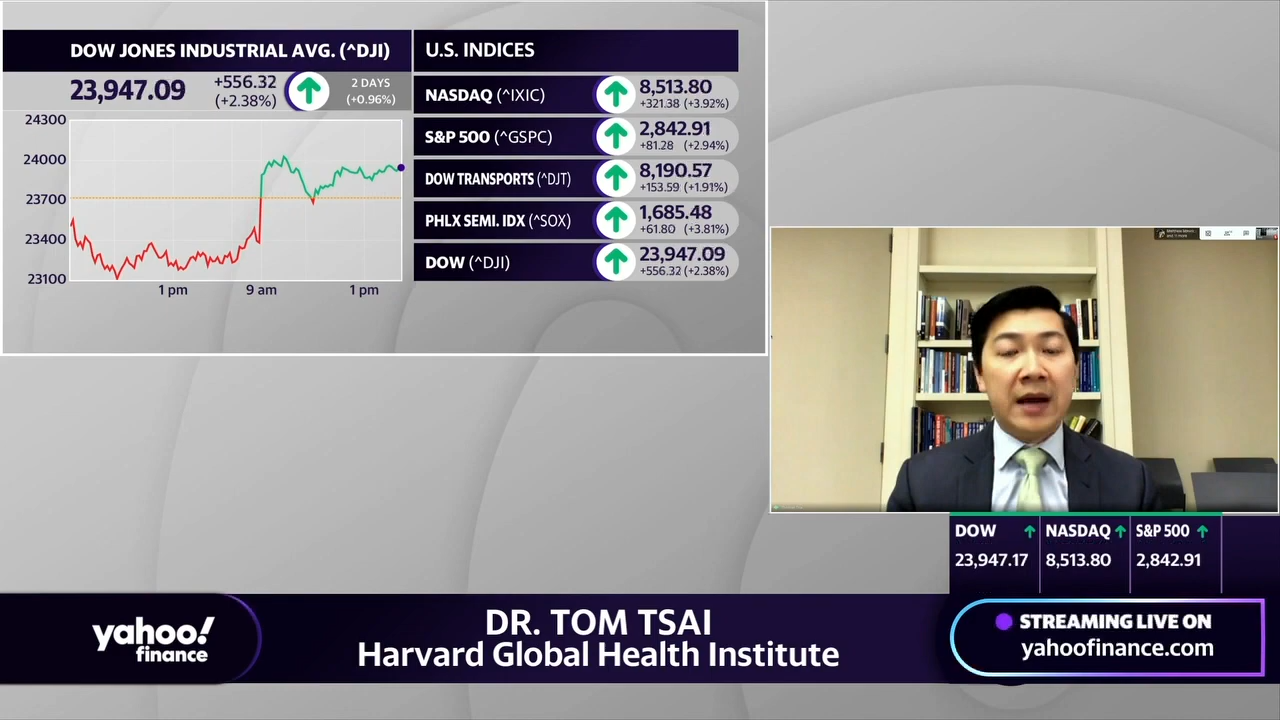 DOW JONES INDUSTRIAL AVG. (^DJI)
23,947.09
+556.32
(+2.38%)
2 DAYS
(+0.96%)
24300
24000
23700
23400
23100
1 pm
9 am
1 pm
U.S. INDICES
NASDAQ (^IXIC)
8,513.80
+321.38 (+3.92%)
S&P 500 (^GSPC)
2,842.91
+81.28 (+2.94%)
DOW TRANSPORTS (^DJT)
8,190.57
+153.59 (+1.91%)
PHLX SEMI. IDX (^SOX)
1,685.48
+61.80 (+3.81%)
DOW (^DJI)
23,947.09
+556.32 (+2.38%)
DOW
23,947.17
NASDAQ
8,513.80
S&P 500
2,842.91
yahoo!
finance
DR. TOM TSAI
Harvard Global Health Institute
STREAMING LIVE ON
yahoofinance.com